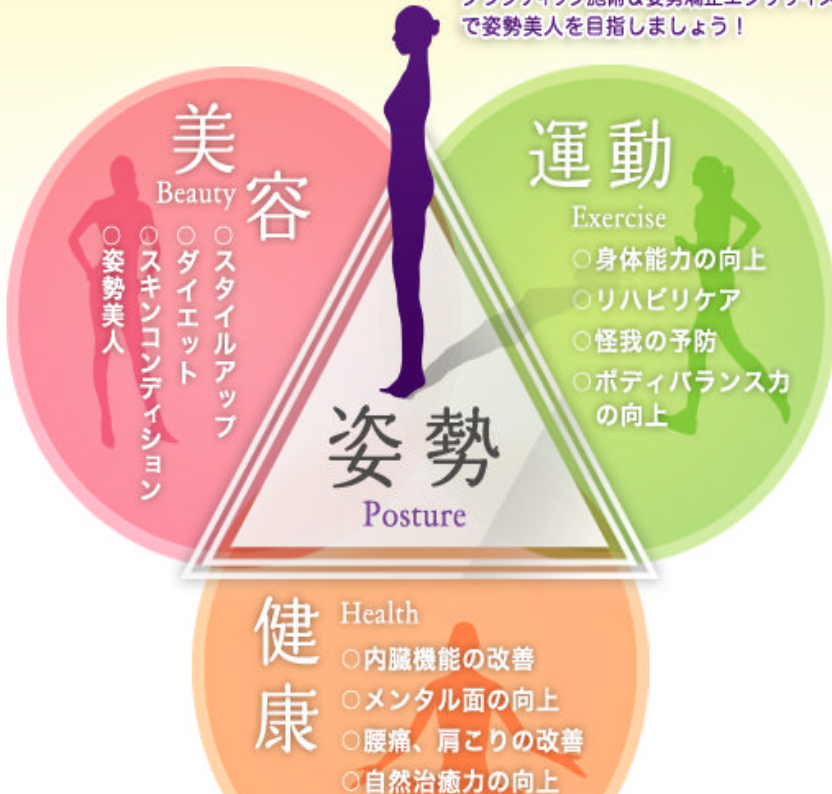 で姿勢美人を目指しましょう！
美容
Beauty
○スタイルアップ
○ダイエット
○スキンコンディション
○姿勢美人
運動
Exercise
○身体能力の向上
○リハビリケア
○怪我の予防
○ボディバランス力
の向上
姿勢
Posture
健康
Health
○内臓機能の改善
○メンタル面の向上
○腰痛、肩こりの改善
○自然治癒力の向上